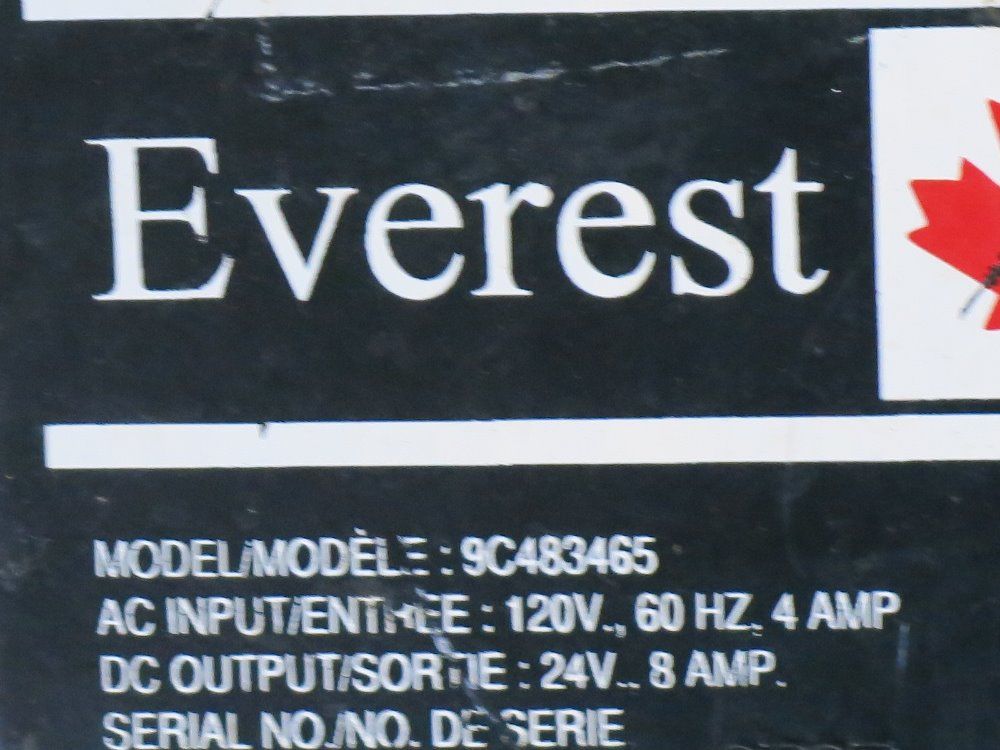 Everest
MODEL/MODÈLE : 9C483465
AC INPUT/ENTRÉE : 120V., 60 HZ, 4 AMP
DC OUTPUT/SORTIE : 24V.. 8 AMP.
SERIAL NO./NO. DE SERIE